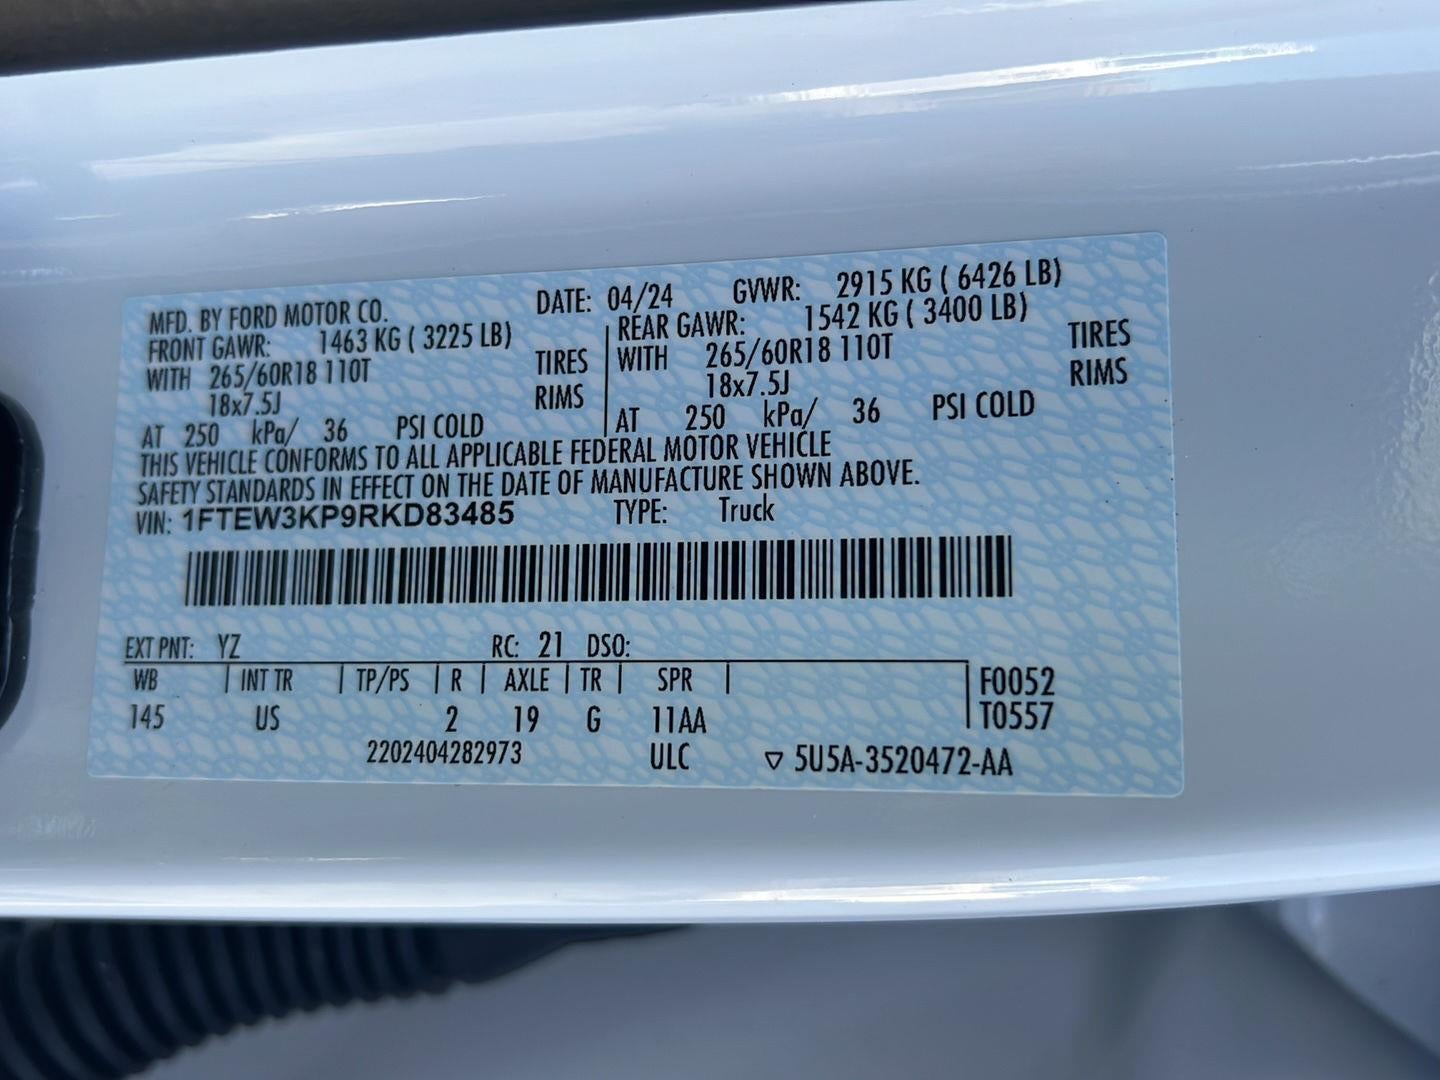 MFD. BY FORD MOTOR CO. DATE: 04/24 GVWR: 2915 KG ( 6426 LB)
FRONT GAWR: 1463 KG ( 3225 LB) REAR GAWR: 1542 KG ( 3400 LB)
WITH 265/60R18 110T TIRES WITH 265/60R18 110T TIRES
18x7.5J RIMS 18x7.5J RIMS
AT 250 kPa/ 36 PSI COLD AT 250 kPa/ 36 PSI COLD
THIS VEHICLE CONFORMS TO ALL APPLICABLE FEDERAL MOTOR VEHICLE
SAFETY STANDARDS IN EFFECT ON THE DATE OF MANUFACTURE SHOWN ABOVE.
VIN: 1FTEW3KP9RKD83485 TYPE: Truck
EXT PNT: YZ RC: 21 DSO:
WB | INT TR | TP/PS | R | AXLE | TR | SPR | F0052
145 US 2 19 G 11AA T0557
2202404282973 ULC ▽ 5U5A-3520472-AA